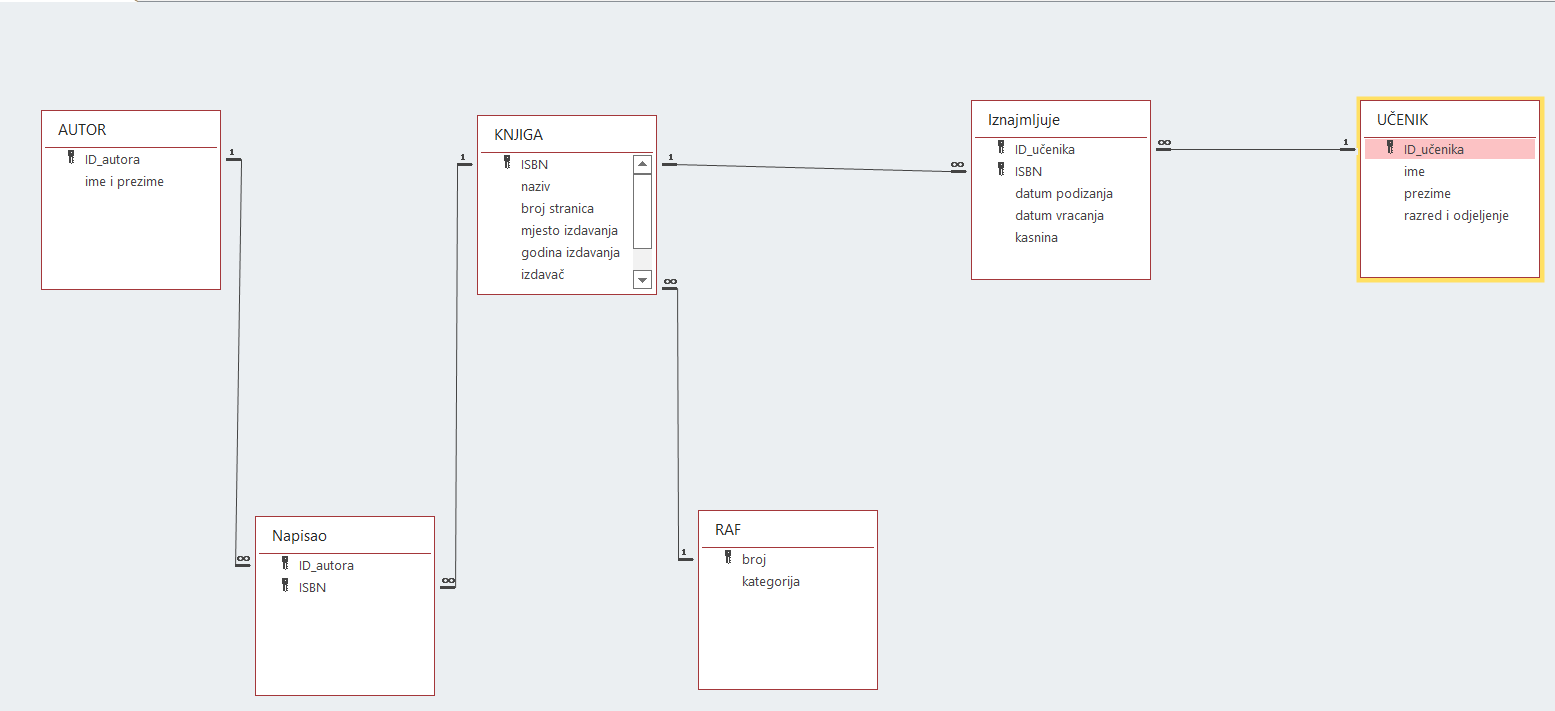 AUTOR
ID_autora
ime i prezime
1
∞
Napisao
ID_autora
ISBN
∞
1
KNJIGA
ISBN
naziv
broj stranica
mjesto izdavanja
godina izdavanja
izdavač
1
∞
∞
1
RAF
broj
kategorija
Iznajmljuje
ID_učenika
ISBN
datum podizanja
datum vracanja
kasnina
∞
1
UČENIK
ID_učenika
ime
prezime
razred i odjeljenje